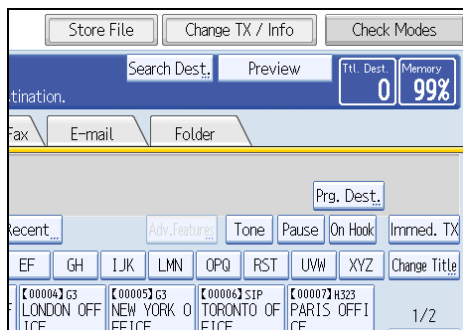 Store File Change TX / Info Check Modes
Search Dest. Preview Ttl. Dest. Memory
tination. 0 99%
Fax E-mail Folder
Prg. Dest.
Recent Adv.Features Tone Pause On Hook Immed. TX
EF GH IJK LMN OPQ RST UVW XYZ Change Title
【00004】G3 【00005】G3 【00006】SIP 【00007】H323
F LONDON OFF NEW YORK O TORONTO OF PARIS OFFI 1/2
ICE FFICE FICE CE